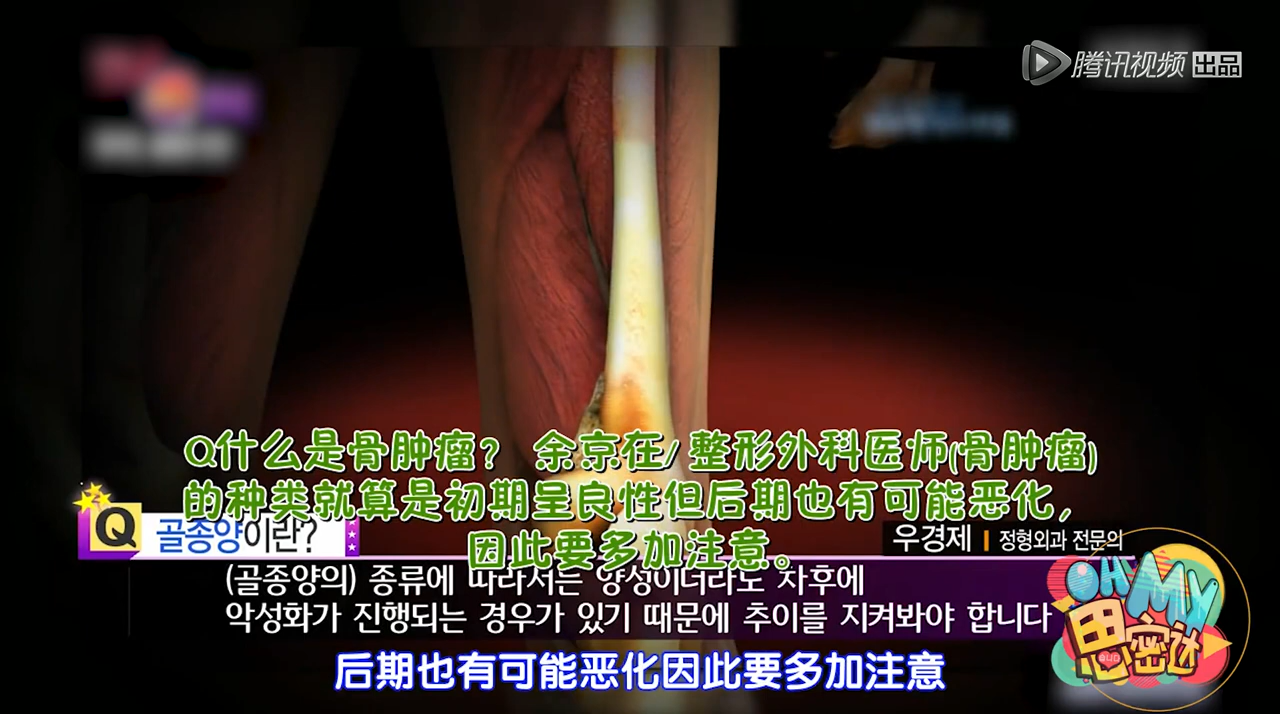 腾讯视频 出品
Q什么是骨肿瘤? 余京在/整形外科医师(骨肿瘤)
的种类就算是初期呈良性但后期也有可能恶化,
因此要多加注意。
Q 골종양이란?
우경제 정형외과 전문의
(골종양의) 종류에 따라서는 양성이더라도 차후에
악성화가 진행되는 경우가 있기 때문에 추이를 지켜봐야 합니다
OH MY
思密达
后期也有可能恶化因此要多加注意